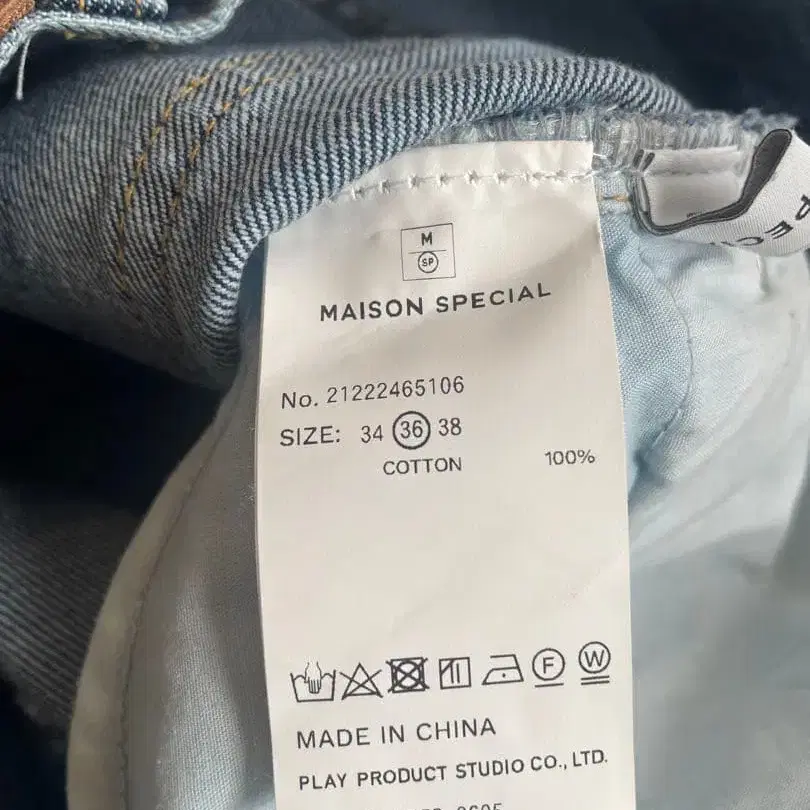 M
SP
MAISON SPECIAL
No. 21222465106
SIZE: 34 36 38
COTTON 100%
F W
MADE IN CHINA
PLAY PRODUCT STUDIO CO., LTD.